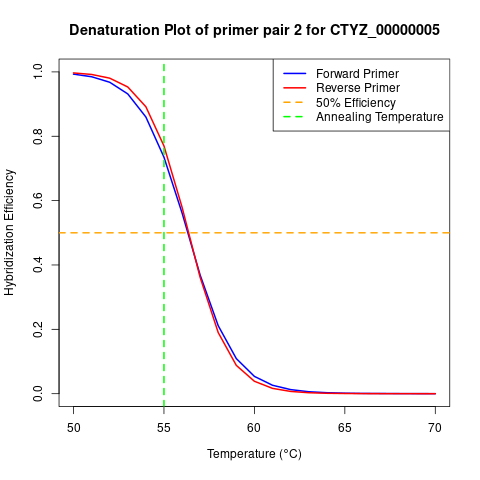 Denaturation Plot of primer pair 2 for CTYZ_00000005
Forward Primer
Reverse Primer
50% Efficiency
Annealing Temperature
Hybridization Efficiency
1.0
0.8
0.6
0.4
0.2
0.0
50
55
60
65
70
Temperature (°C)